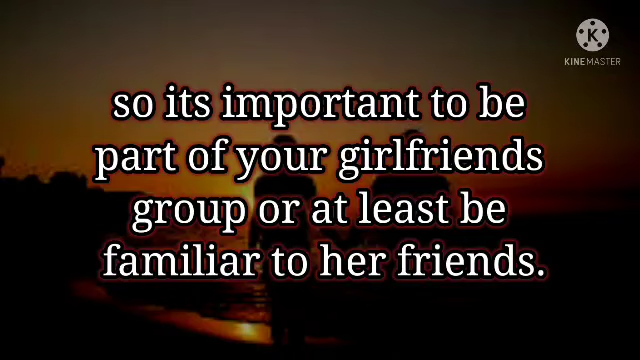 K
KINEMASTER
so its important to be
part of your girlfriends
group or at least be
familiar to her friends.